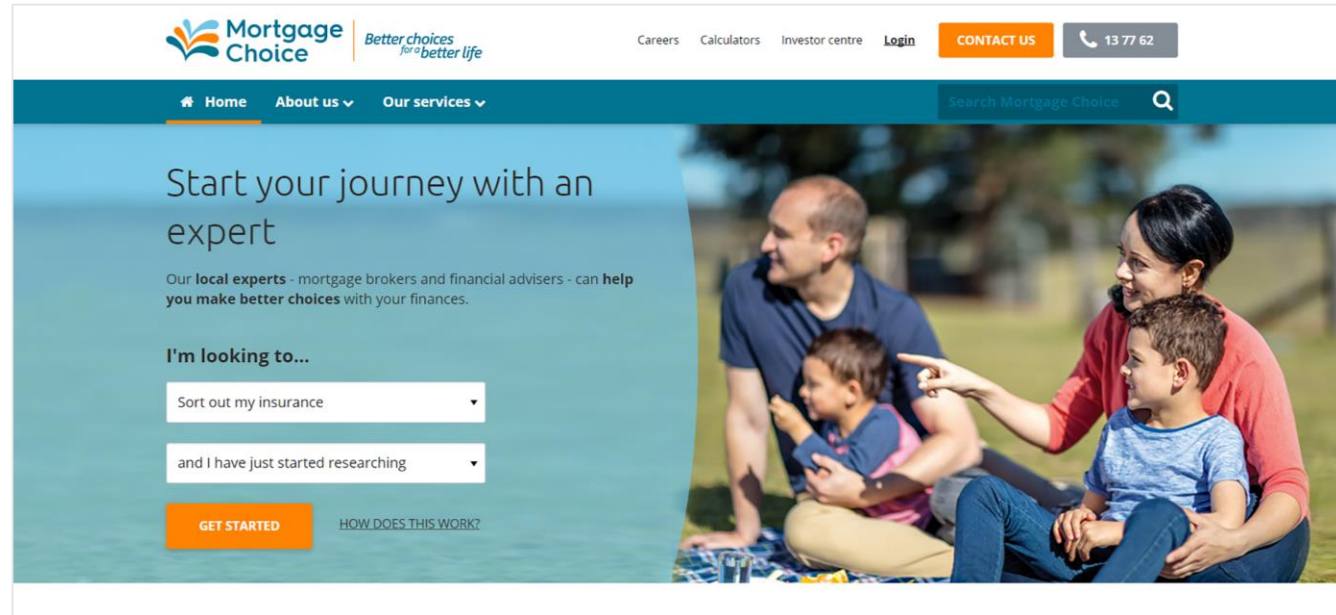 Mortgage
Choice
Better choices
for a better life
Careers Calculators Investor centre Login CONTACT US 13 77 62
Home About us Our services Search Mortgage Choice
Start your journey with an
expert
Our local experts - mortgage brokers and financial advisers - can help
you make better choices with your finances.
I'm looking to...
Sort out my insurance
and I have just started researching
GET STARTED HOW DOES THIS WORK?